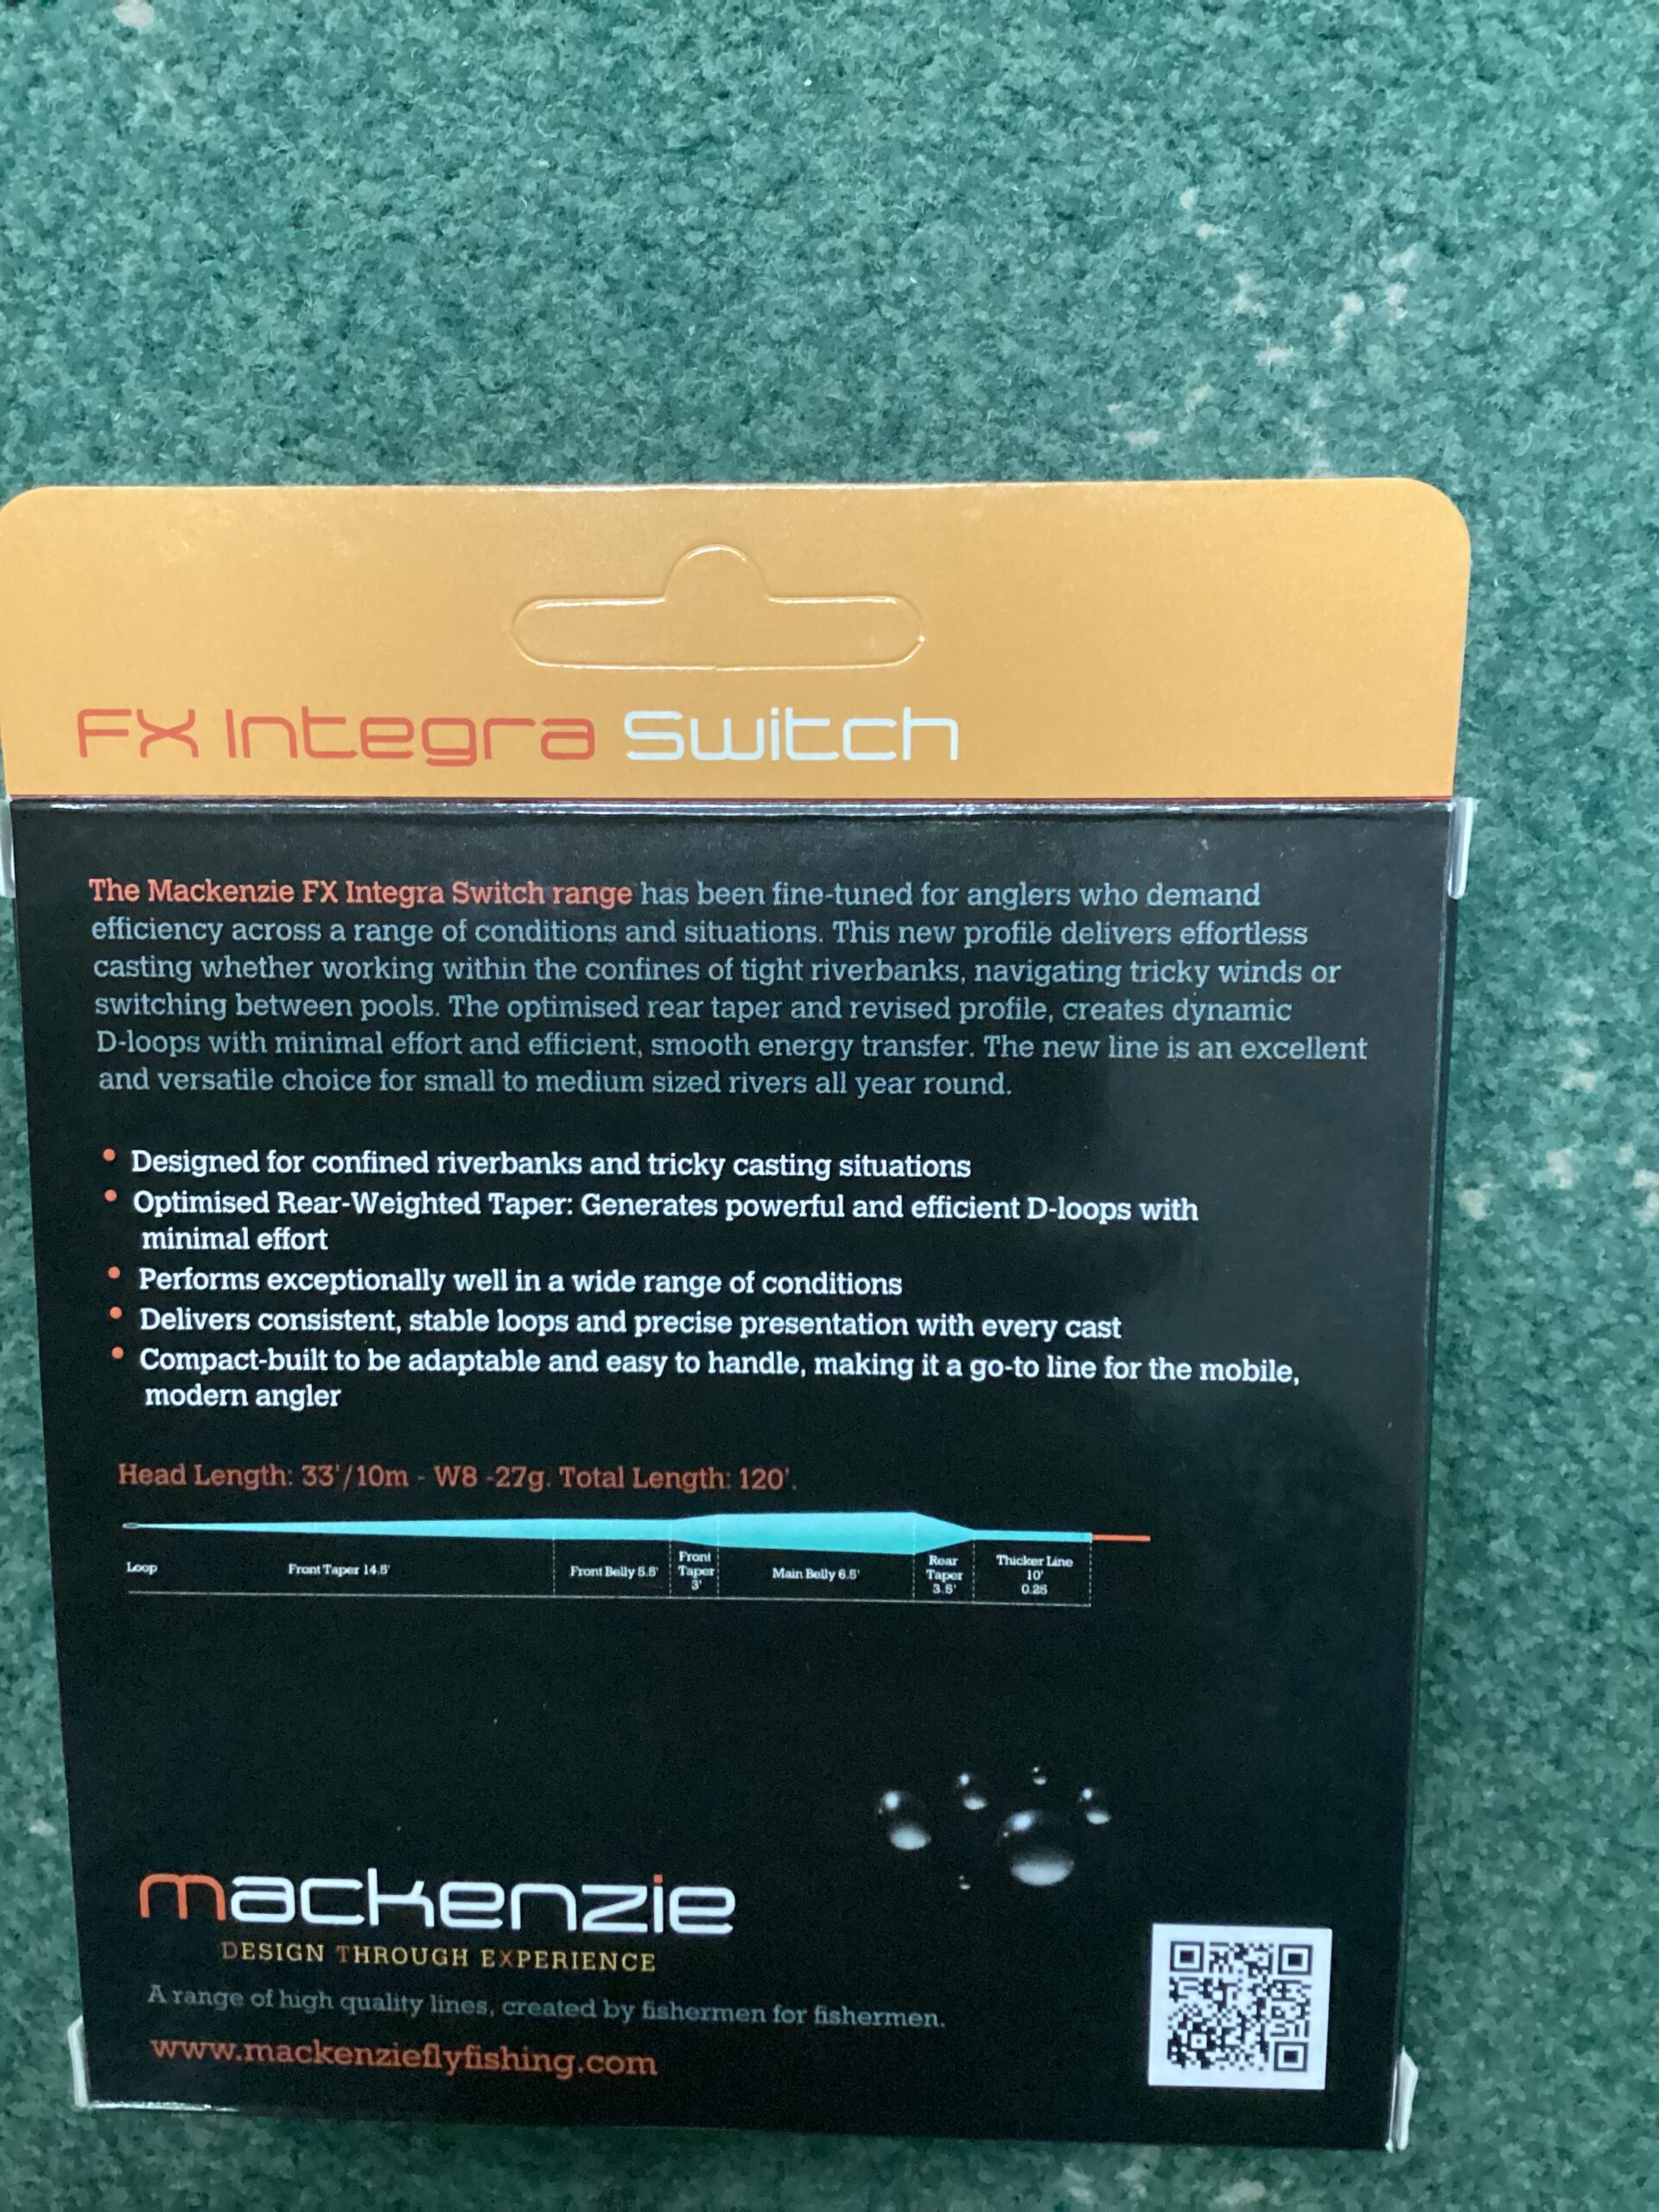 FX Integra Switch
The Mackenzie FX Integra Switch range has been fine-tuned for anglers who demand
efficiency across a range of conditions and situations. This new profile delivers effortless
casting whether working within the confines of tight riverbanks, navigating tricky winds or
switching between pools. The optimised rear taper and revised profile, creates dynamic
D-loops with minimal effort and efficient, smooth energy transfer. The new line is an excellent
and versatile choice for small to medium sized rivers all year round.
• Designed for confined riverbanks and tricky casting situations
• Optimised Rear-Weighted Taper: Generates powerful and efficient D-loops with
minimal effort
• Performs exceptionally well in a wide range of conditions
• Delivers consistent, stable loops and precise presentation with every cast
• Compact-built to be adaptable and easy to handle, making it a go-to line for the mobile,
modern angler
Head Length: 33'/10m - W8 -27g. Total Length: 120'.
Loop
Front Taper 14.5'
Front Belly 5.5'
Front
Taper
3'
Main Belly 6.5'
Rear
Taper
3.5'
Thicker Line
10'
0.25
mackenzie
DESIGN THROUGH EXPERIENCE
A range of high quality lines, created by fishermen for fishermen.
www.mackenzieflyfishing.com